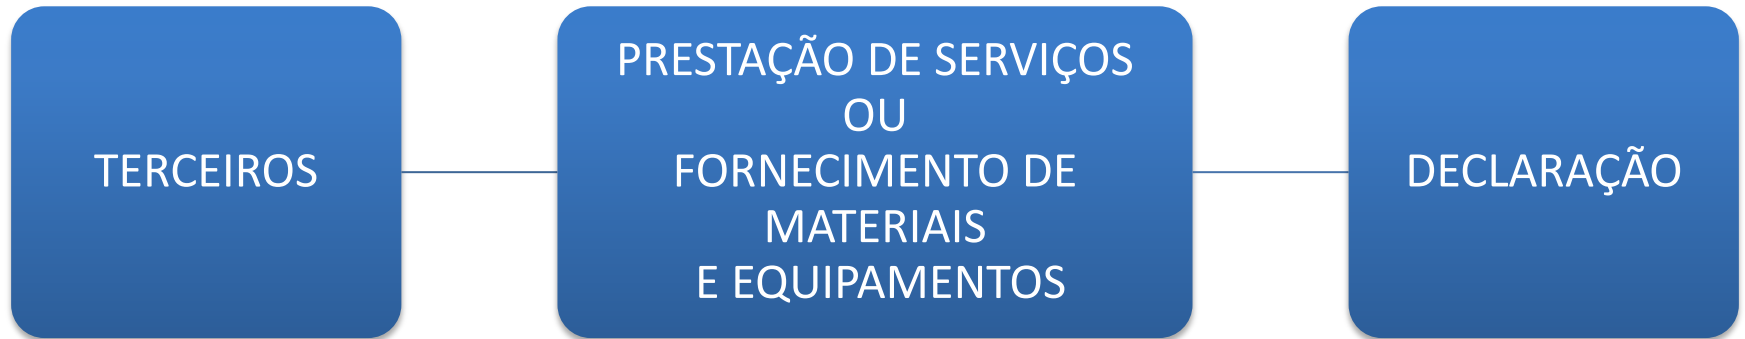 TERCEIROS
PRESTAÇÃO DE SERVIÇOS
OU
FORNECIMENTO DE
MATERIAIS
E EQUIPAMENTOS
DECLARAÇÃO